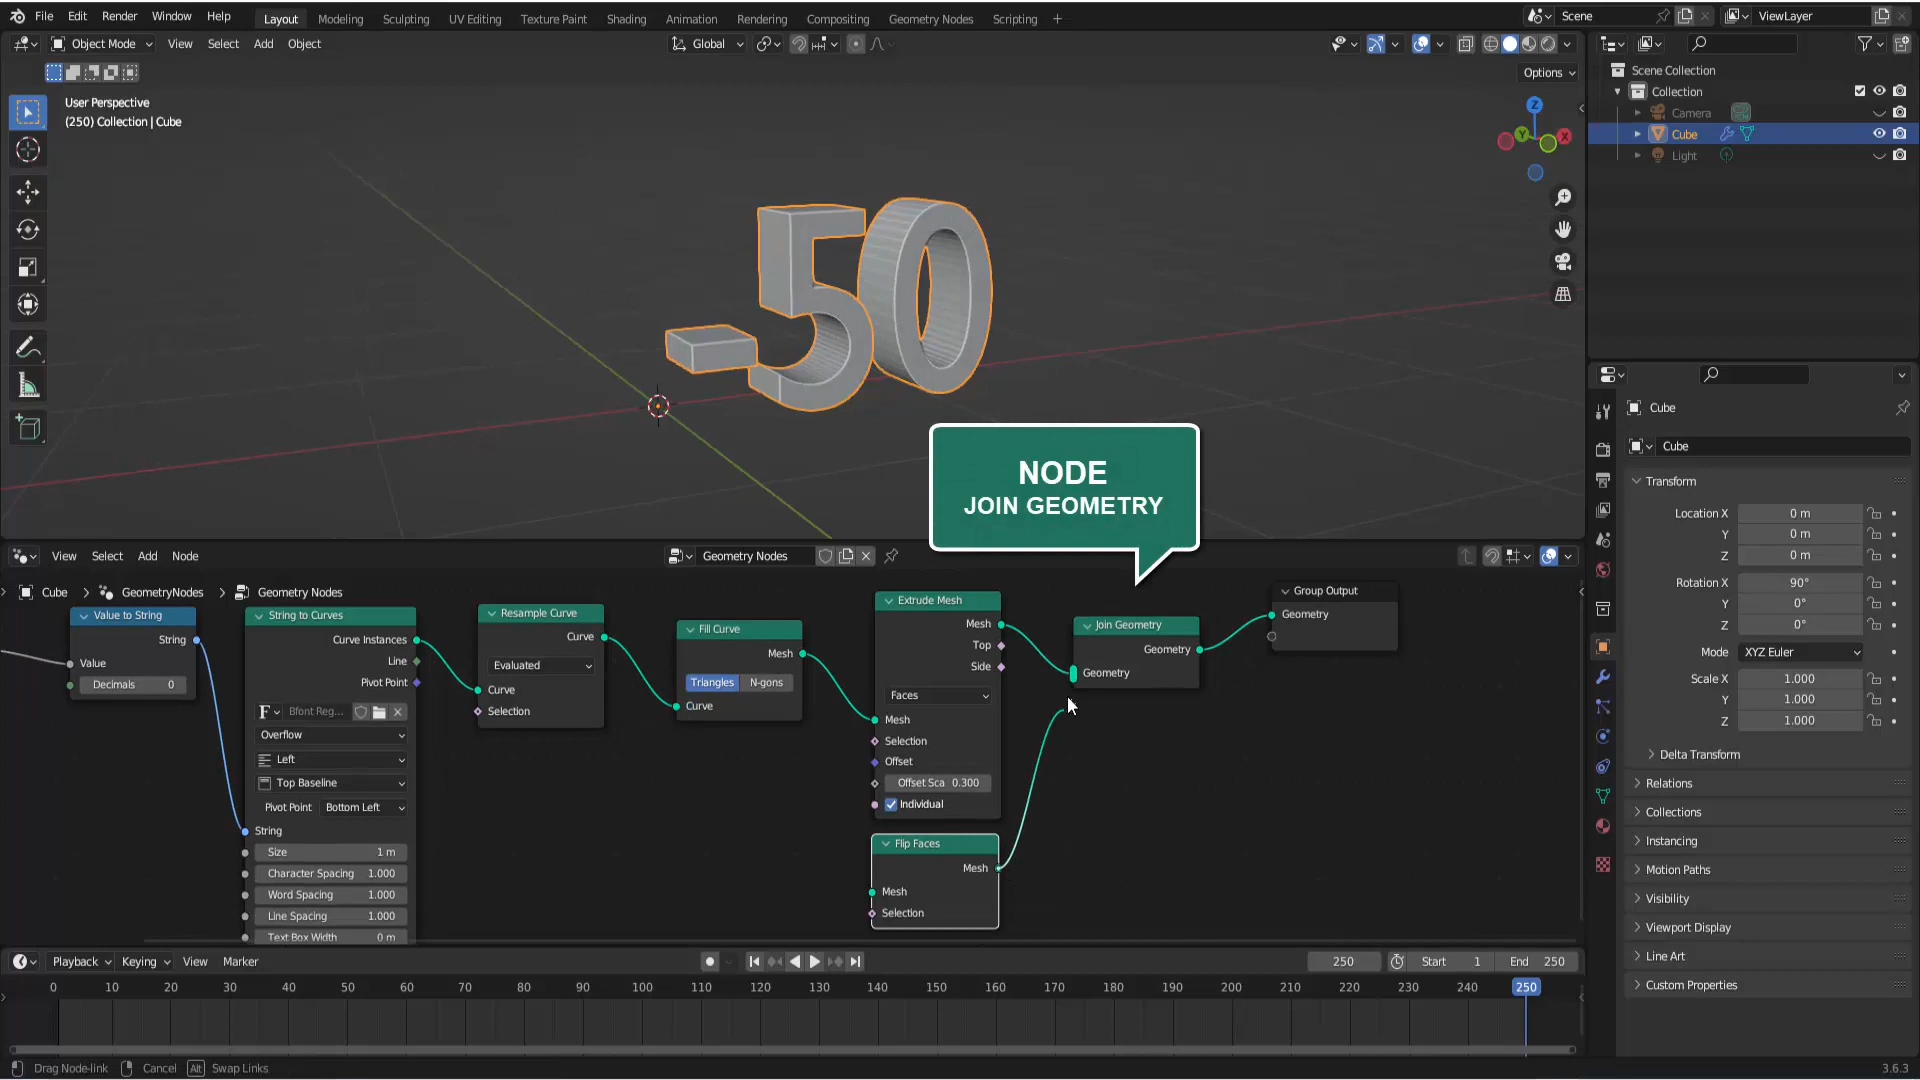 File Edit Render Window Help Layout Modeling Sculpting UV Editing Texture Paint Shading Animation Rendering Compositing Geometry Nodes Scripting + Scene ViewLayer
Object Mode View Select Add Object Global
Options
User Perspective
(250) Collection | Cube
Z
Y
X
Scene Collection
Collection
Camera
Cube
Light
NODE
JOIN GEOMETRY
View Select Add Node Geometry Nodes
Cube > GeometryNodes > Geometry Nodes
Value to String
String
Value
Decimals 0
String to Curves
Curve Instances
Line
Pivot Point
Bfont Reg...
Overflow
Left
Top Baseline
Pivot Point Bottom Left
String
Size 1 m
Character Spacing 1.000
Word Spacing 1.000
Line Spacing 1.000
Text Box Width 0 m
Resample Curve
Curve
Evaluated
Curve
Selection
Fill Curve
Mesh
Triangles N-gons
Curve
Extrude Mesh
Mesh
Top
Side
Faces
Mesh
Selection
Offset
Offset Sca 0.300
Individual
Flip Faces
Mesh
Mesh
Selection
Join Geometry
Geometry
Geometry
Group Output
Geometry
Cube
Cube
Transform
Location X 0 m
Y 0 m
Z 0 m
Rotation X 90°
Y 0°
Z 0°
Mode XYZ Euler
Scale X 1.000
Y 1.000
Z 1.000
Delta Transform
Relations
Collections
Instancing
Motion Paths
Visibility
Viewport Display
Line Art
Custom Properties
Playback Keying View Marker 250 Start 1 End 250
0 10 20 30 40 50 60 70 80 90 100 110 120 130 140 150 160 170 180 190 200 210 220 230 240 250
Drag Node-link Cancel Alt Swap Links 3.6.3
-50